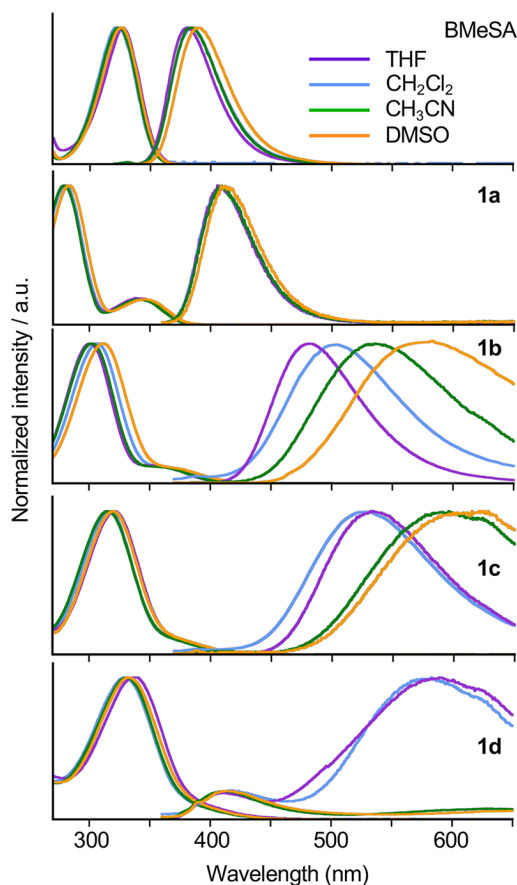 BMeSA
THF
CH₂Cl₂
CH₃CN
DMSO
1a
1b
1c
1d
Normalized intensity / a.u.
300 400 500 600
Wavelength (nm)